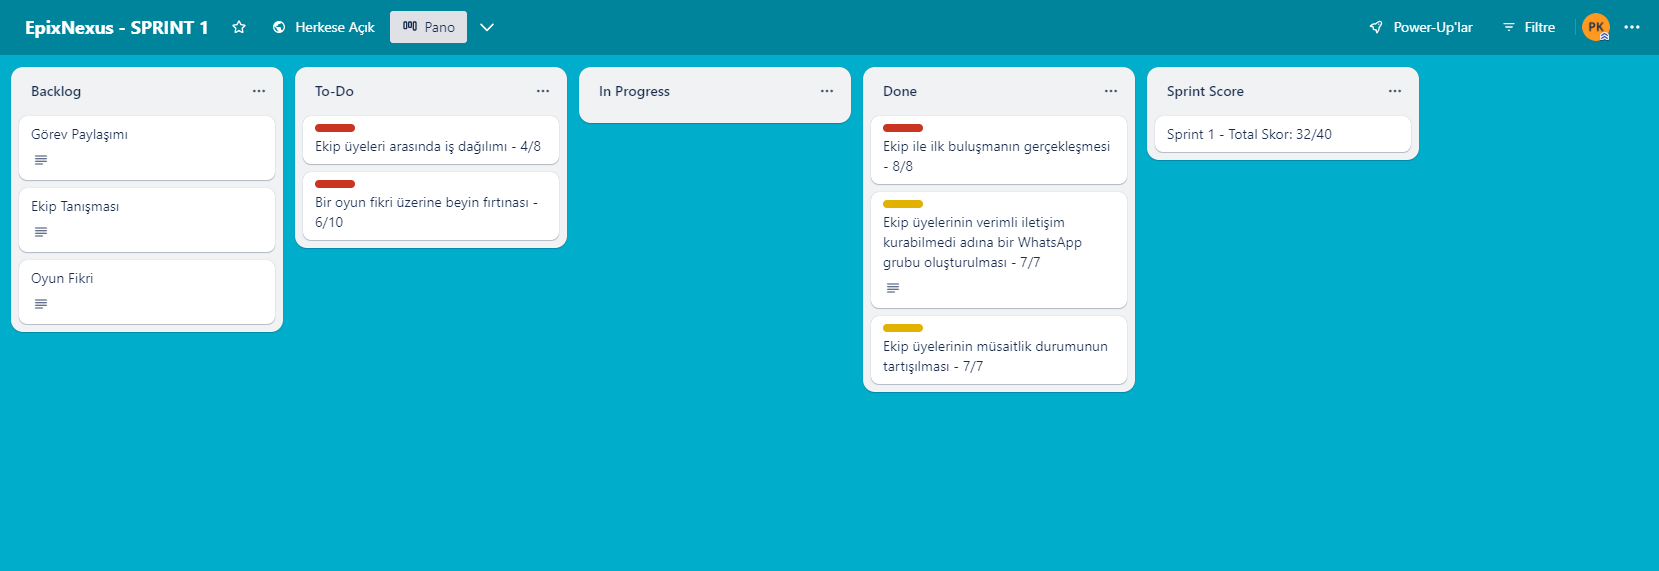 EpixNexus - SPRINT 1
Herkese Açık
Pano
Power-Up'lar
Filtre
PK
Backlog
Görev Paylaşımı
Ekip Tanışması
Oyun Fikri
To-Do
Ekip üyeleri arasında iş dağılımı - 4/8
Bir oyun fikri üzerine beyin fırtınası -
6/10
In Progress
Done
Ekip ile ilk buluşmanın gerçekleşmesi
- 8/8
Ekip üyelerinin verimli iletişim
kurabilmedi adına bir WhatsApp
grubu oluşturulması - 7/7
Ekip üyelerinin müsaitlik durumunun
tartışılması - 7/7
Sprint Score
Sprint 1 - Total Skor: 32/40